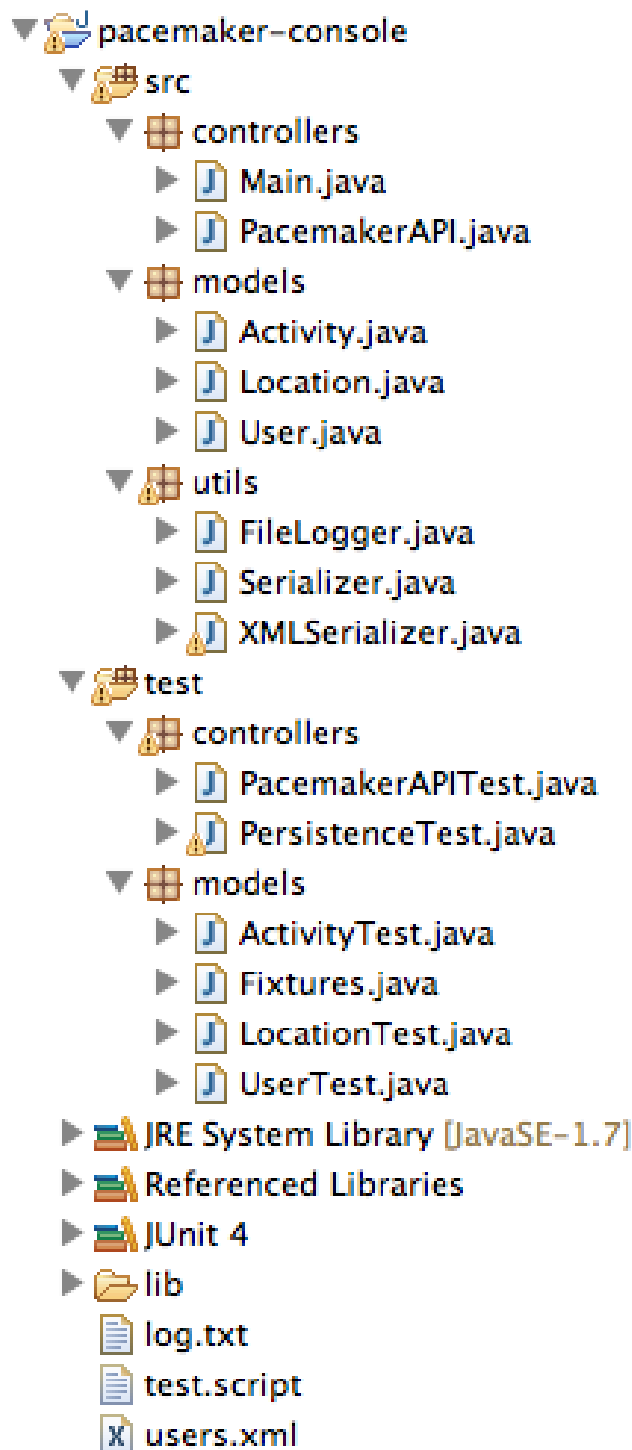 pacemaker-console
src
controllers
Main.java
PacemakerAPI.java
models
Activity.java
Location.java
User.java
utils
FileLogger.java
Serializer.java
XMLSerializer.java
test
controllers
PacemakerAPITest.java
PersistenceTest.java
models
ActivityTest.java
Fixtures.java
LocationTest.java
UserTest.java
JRE System Library [JavaSE-1.7]
Referenced Libraries
JUnit 4
lib
log.txt
test.script
users.xml